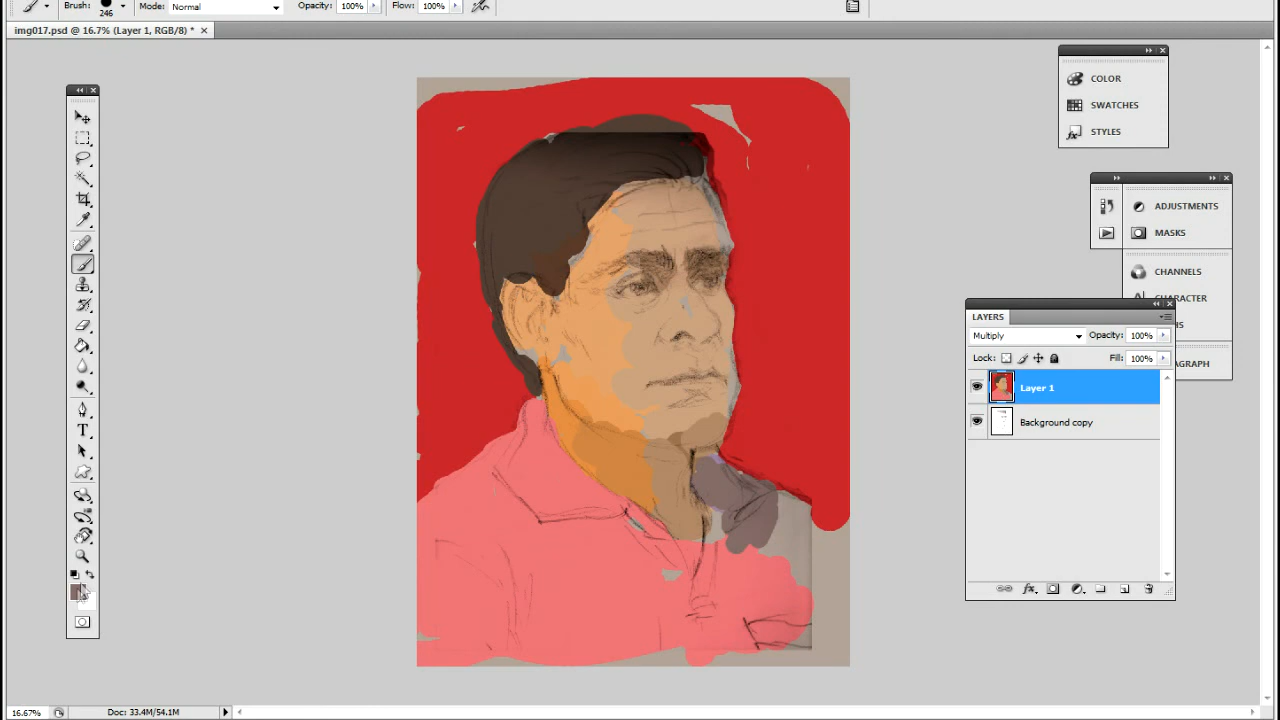 Brush: 246 Mode: Normal Opacity: 100% Flow: 100%
img017.psd @ 16.7% (Layer 1, RGB/8) *
COLOR
SWATCHES
STYLES
ADJUSTMENTS
MASKS
CHANNELS
CHARACTER
LAYERS
Multiply Opacity: 100%
Lock: Fill: 100%
Layer 1
Background copy
16.67% Doc: 33.4M/54.1M